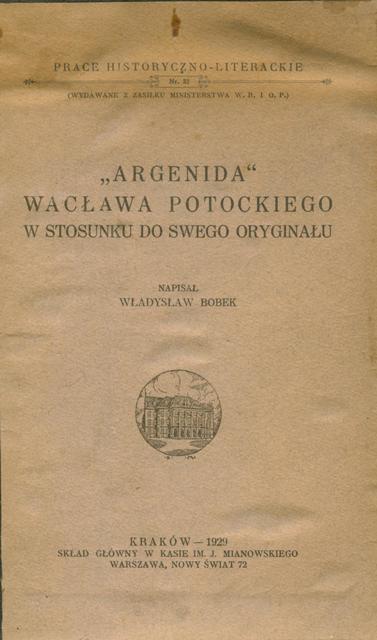 PRACE HISTORYCZNO-LITERACKIE
Nr. 32
(WYDAWANE Z ZASIŁKU MINISTERSTWA W. R. I O. P.)
„ARGENIDA“
WACŁAWA POTOCKIEGO
W STOSUNKU DO SWEGO ORYGINAŁU
NAPISAŁ
WŁADYSŁAW BOBEK
KRAKÓW — 1929
SKŁAD GŁÓWNY W KASIE IM. J. MIANOWSKIEGO
WARSZAWA, NOWY ŚWIAT 72